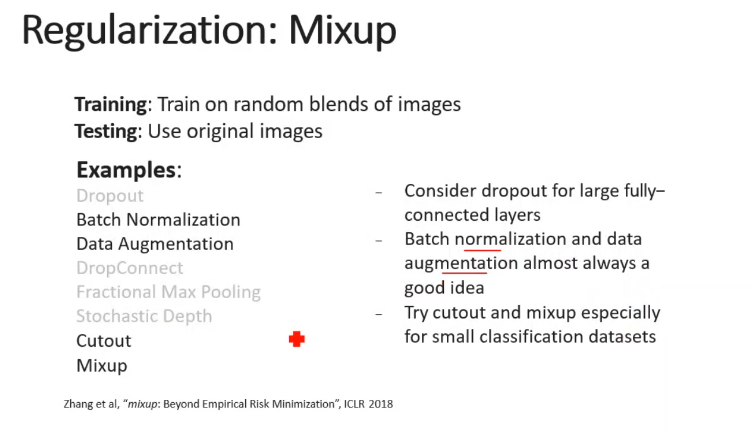 Regularization: Mixup
Training: Train on random blends of images
Testing: Use original images
Examples:
Dropout
Batch Normalization
Data Augmentation
DropConnect
Fractional Max Pooling
Stochastic Depth
Cutout
Mixup
- Consider dropout for large fully-
connected layers
- Batch normalization and data
augmentation almost always a
good idea
- Try cutout and mixup especially
for small classification datasets
Zhang et al, “mixup: Beyond Empirical Risk Minimization”, ICLR 2018